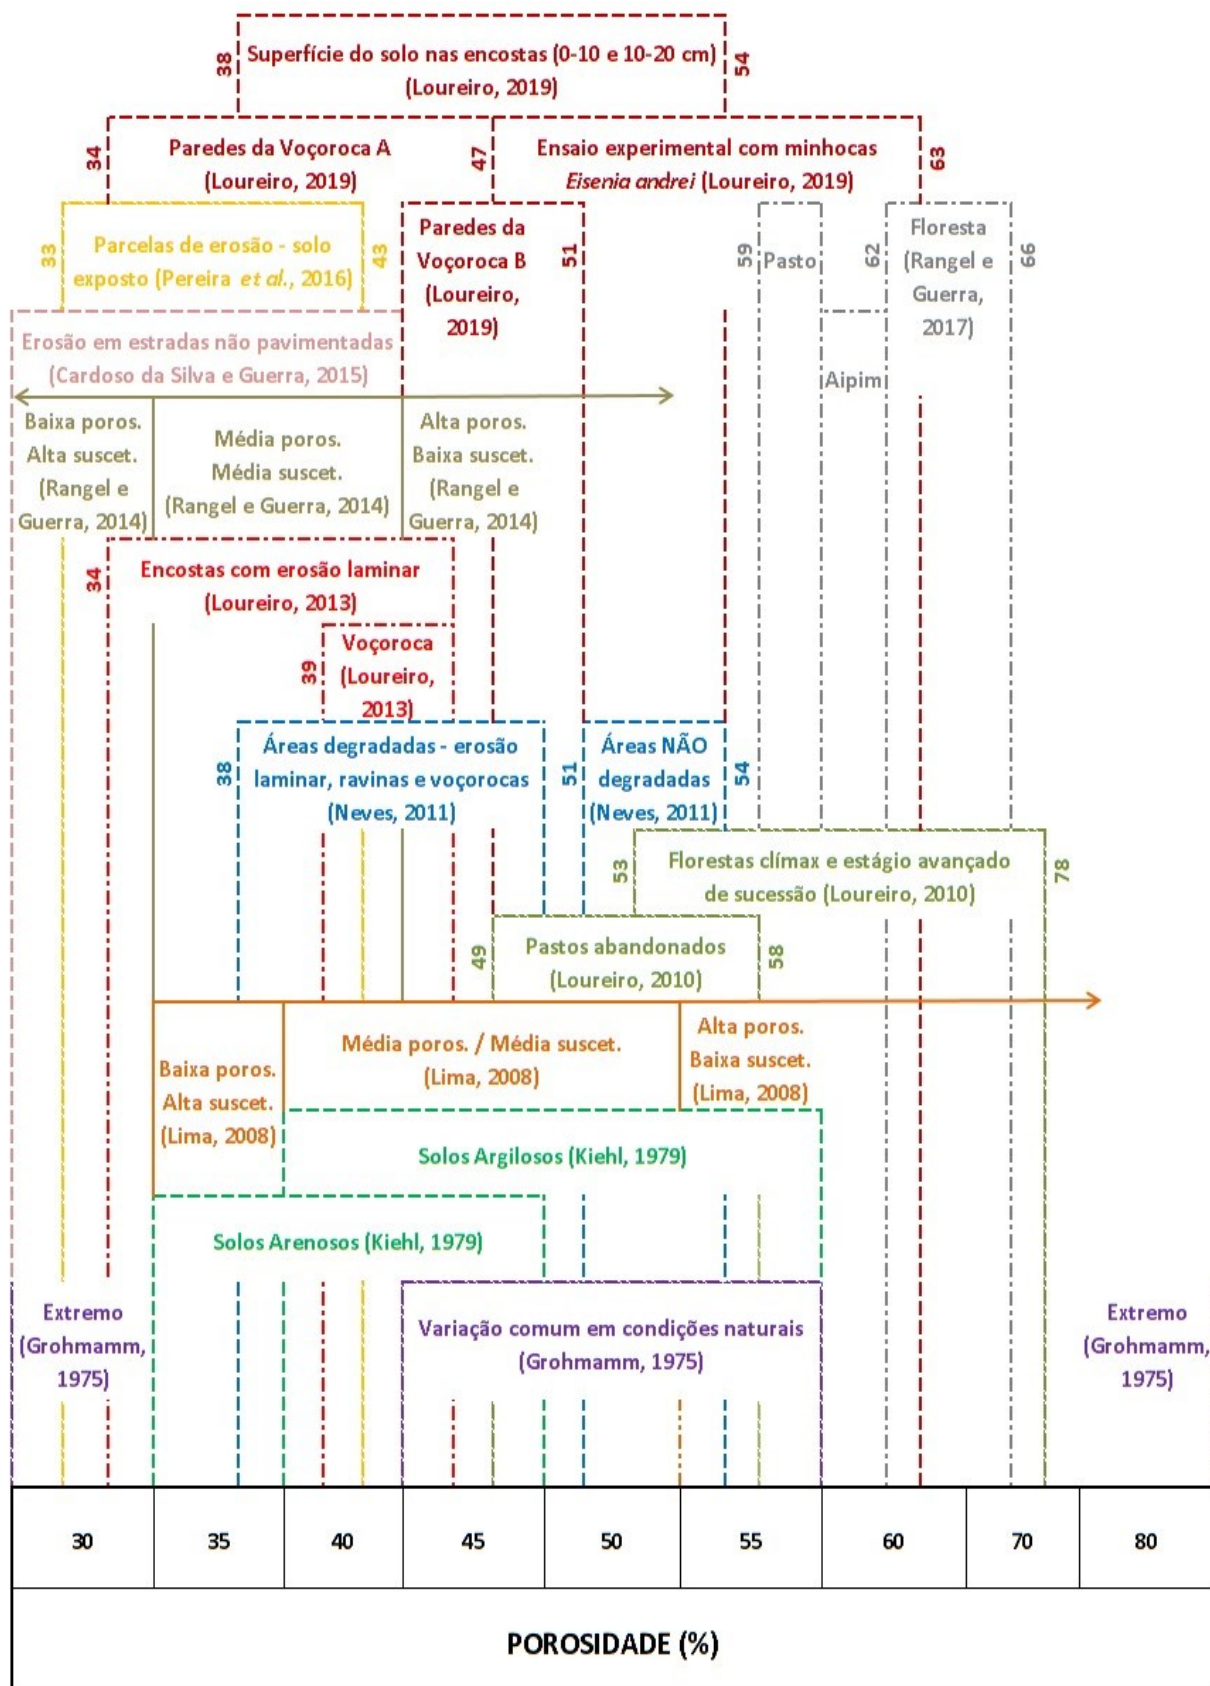 38
Superfície do solo nas encostas (0-10 e 10-20 cm)
(Loureiro, 2019)
54
34
Paredes da Voçoroca A
(Loureiro, 2019)
47
Ensaio experimental com minhocas
Eisenia andrei (Loureiro, 2019)
63
33
Parcelas de erosão - solo
exposto (Pereira et al., 2016)
43
Paredes da
Voçoroca B
(Loureiro,
2019)
51
59
Pasto
62
Floresta
(Rangel e
Guerra,
2017)
66
Erosão em estradas não pavimentadas
(Cardoso da Silva e Guerra, 2015)
Aipim
Baixa poros.
Alta suscet.
(Rangel e
Guerra, 2014)
Média poros.
Média suscet.
(Rangel e Guerra, 2014)
Alta poros.
Baixa suscet.
(Rangel e
Guerra, 2014)
34
Encostas com erosão laminar
(Loureiro, 2013)
39
Voçoroca
(Loureiro,
2013)
38
Áreas degradadas - erosão
laminar, ravinas e voçorocas
(Neves, 2011)
51
Áreas NÃO
degradadas
(Neves, 2011)
54
53
Florestas clímax e estágio avançado
de sucessão (Loureiro, 2010)
78
49
Pastos abandonados
(Loureiro, 2010)
58
Baixa poros.
Alta suscet.
(Lima, 2008)
Média poros. / Média suscet.
(Lima, 2008)
Alta poros.
Baixa suscet.
(Lima, 2008)
Solos Argilosos (Kiehl, 1979)
Solos Arenosos (Kiehl, 1979)
Extremo
(Grohmamm,
1975)
Variação comum em condições naturais
(Grohmamm, 1975)
Extremo
(Grohmamm,
1975)
30 35 40 45 50 55 60 70 80
POROSIDADE (%)